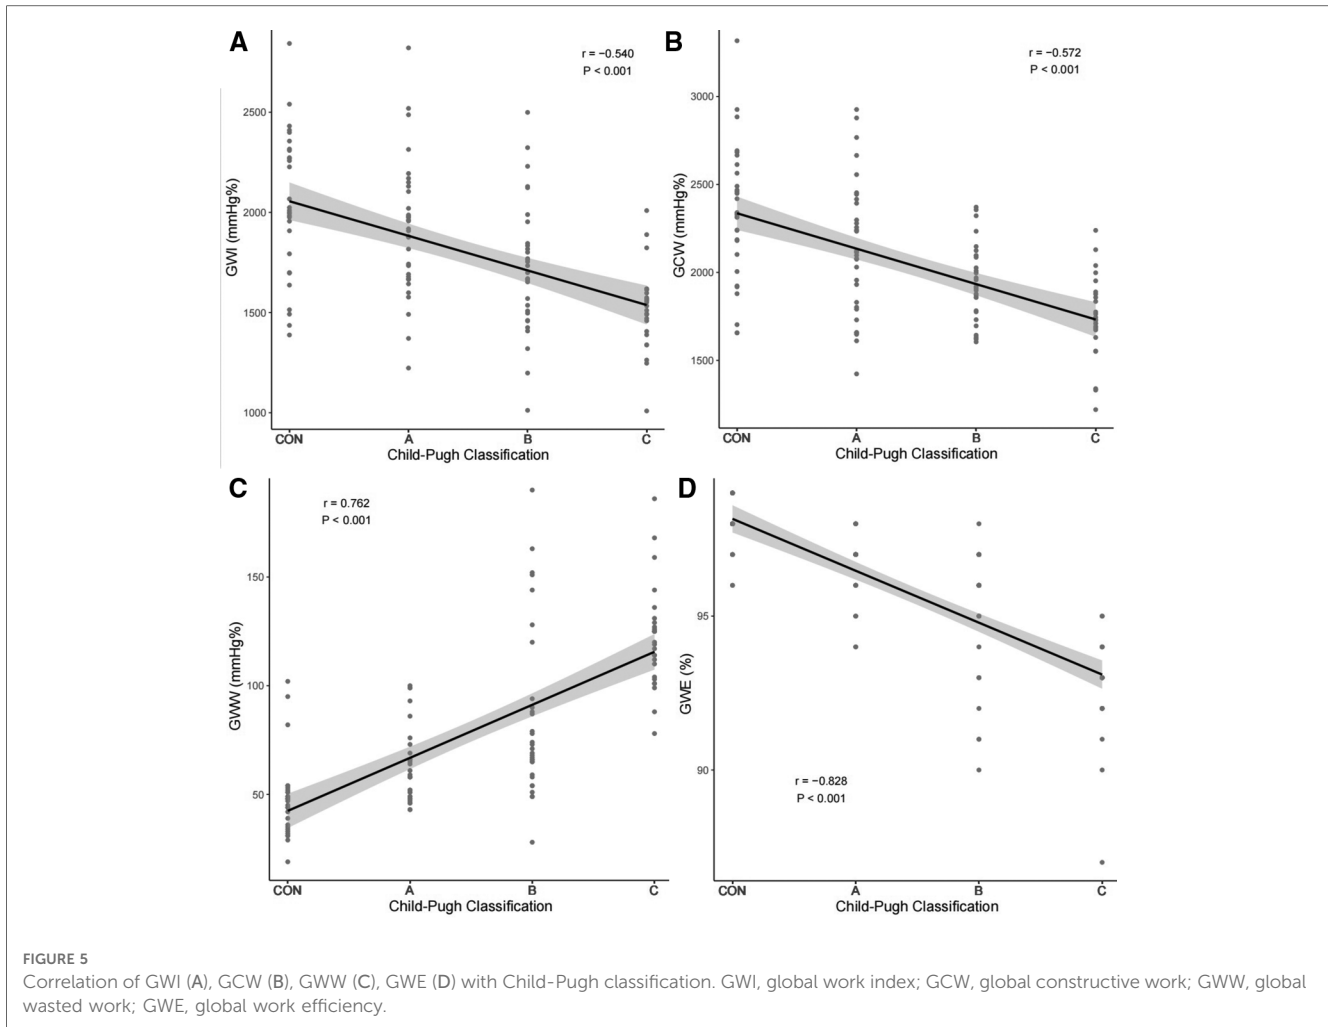 A
r = −0.540
P < 0.001
2500
2000
1500
1000
GWI (mmHg%)
CON A B C
Child-Pugh Classification
B
r = −0.572
P < 0.001
3000
2500
2000
1500
GCW (mmHg%)
CON A B C
Child-Pugh Classification
C
r = 0.762
P < 0.001
150
100
50
GWW (mmHg%)
CON A B C
Child-Pugh Classification
D
95
90
GWE (%)
r = −0.828
P < 0.001
CON A B C
Child-Pugh Classification
FIGURE 5
Correlation of GWI (A), GCW (B), GWW (C), GWE (D) with Child-Pugh classification. GWI, global work index; GCW, global constructive work; GWW, global
wasted work; GWE, global work efficiency.